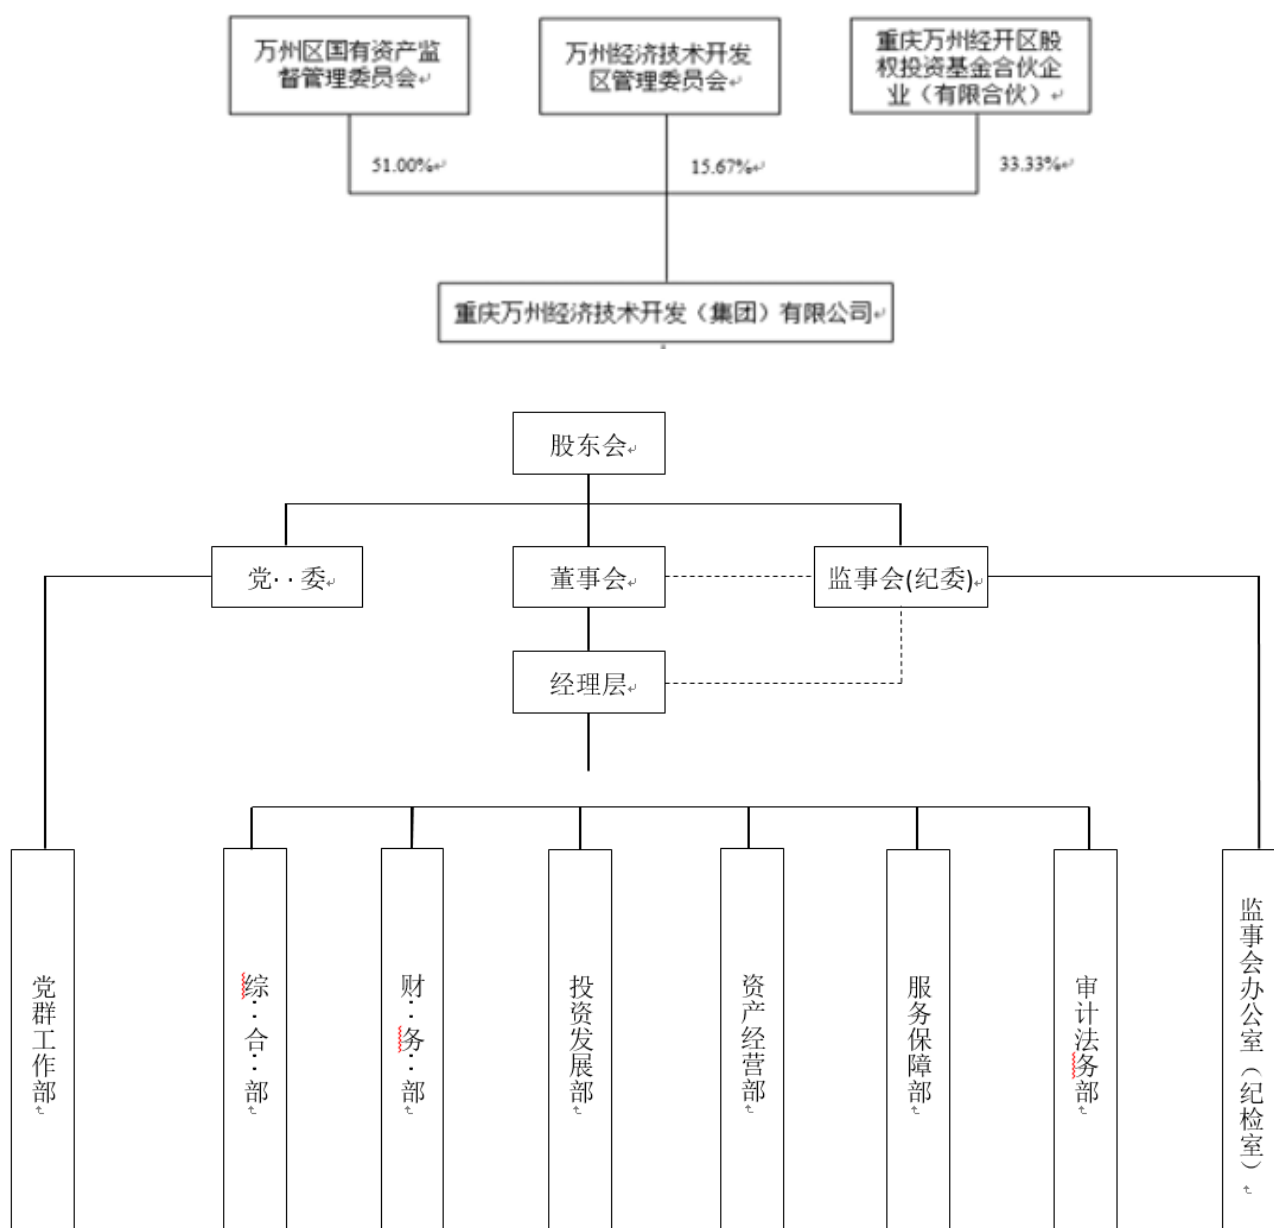 万州区国有资产监
督管理委员会
万州经济技术开发
区管理委员会
重庆万州经开区股
权投资基金合伙企
业（有限合伙）
51.00%
15.67%
33.33%
重庆万州经济技术开发（集团）有限公司
股东会
党··委
董事会
监事会(纪委)
经理层
党群工作部
综··合··部
财··务··部
投资发展部
资产经营部
服务保障部
审计法务部
监事会办公室（纪检室）